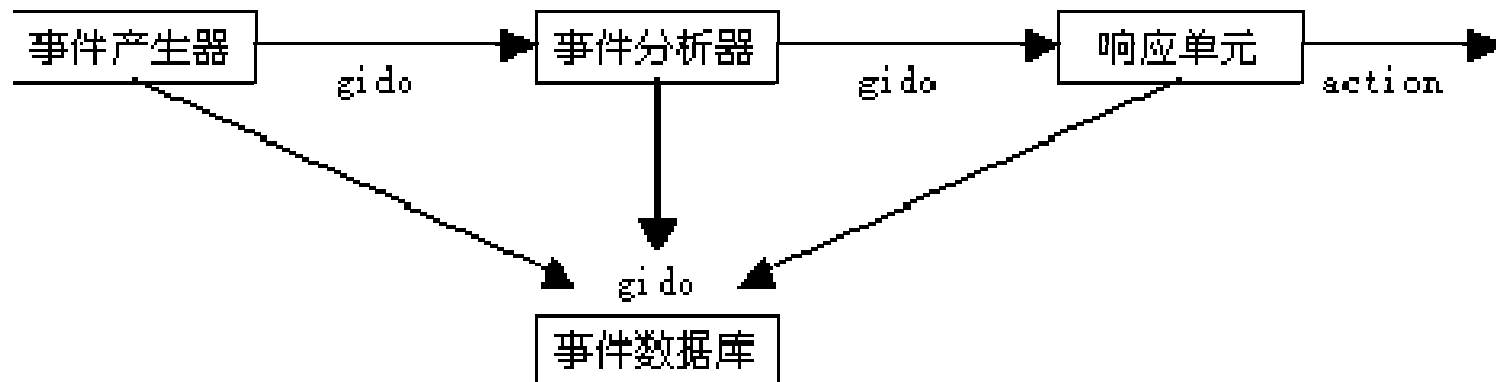 事件产生器
gido
事件分析器
gido
响应单元
action
gido
事件数据库